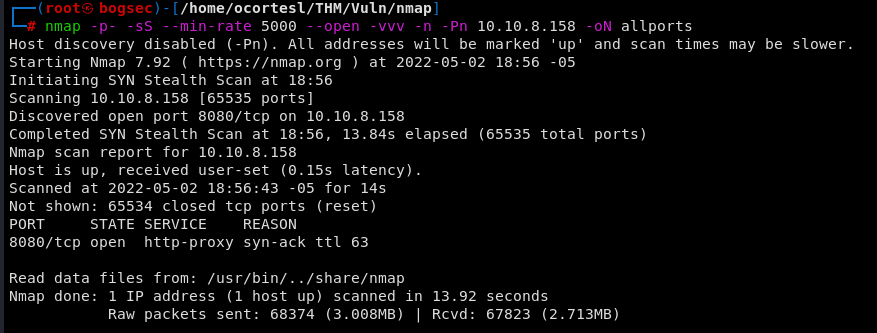 (root㉿ bogsec)-[/home/ocortesl/THM/Vuln/nmap]
# nmap -p- -sS --min-rate 5000 --open -vvv -n -Pn 10.10.8.158 -oN allports
Host discovery disabled (-Pn). All addresses will be marked 'up' and scan times may be slower.
Starting Nmap 7.92 ( https://nmap.org ) at 2022-05-02 18:56 -05
Initiating SYN Stealth Scan at 18:56
Scanning 10.10.8.158 [65535 ports]
Discovered open port 8080/tcp on 10.10.8.158
Completed SYN Stealth Scan at 18:56, 13.84s elapsed (65535 total ports)
Nmap scan report for 10.10.8.158
Host is up, received user-set (0.15s latency).
Scanned at 2022-05-02 18:56:43 -05 for 14s
Not shown: 65534 closed tcp ports (reset)
PORT     STATE SERVICE    REASON
8080/tcp open  http-proxy syn-ack ttl 63
Read data files from: /usr/bin/../share/nmap
Nmap done: 1 IP address (1 host up) scanned in 13.92 seconds
Raw packets sent: 68374 (3.008MB) | Rcvd: 67823 (2.713MB)